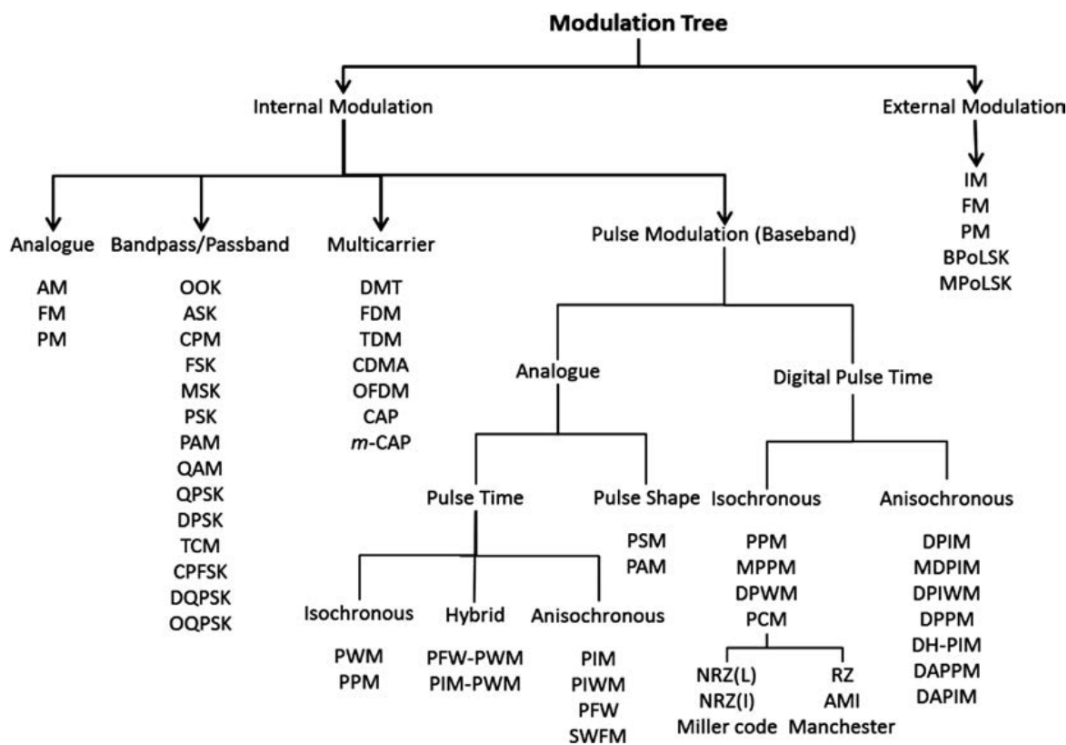 Modulation Tree
Internal Modulation
External Modulation
IM
FM
PM
BPoLSK
MPoLSK
Analogue
AM
FM
PM
Bandpass/Passband
OOK
ASK
CPM
FSK
MSK
PSK
PAM
QAM
QPSK
DPSK
TCM
CPFSK
DQPSK
OQPSK
Multicarrier
DMT
FDM
TDM
CDMA
OFDM
CAP
m-CAP
Pulse Modulation (Baseband)
Analogue
Digital Pulse Time
Pulse Time
Pulse Shape
PSM
PAM
Isochronous
PWM
PPM
Hybrid
PFW-PWM
PIM-PWM
Anisochronous
PIM
PIWM
PFW
SWFM
Isochronous
PPM
MPPM
DPWM
PCM
NRZ(L)
NRZ(I)
Miller code
RZ
AMI
Manchester
Anisochronous
DPIM
MDPIM
DPIWM
DPPM
DH-PIM
DAPPM
DAPIM